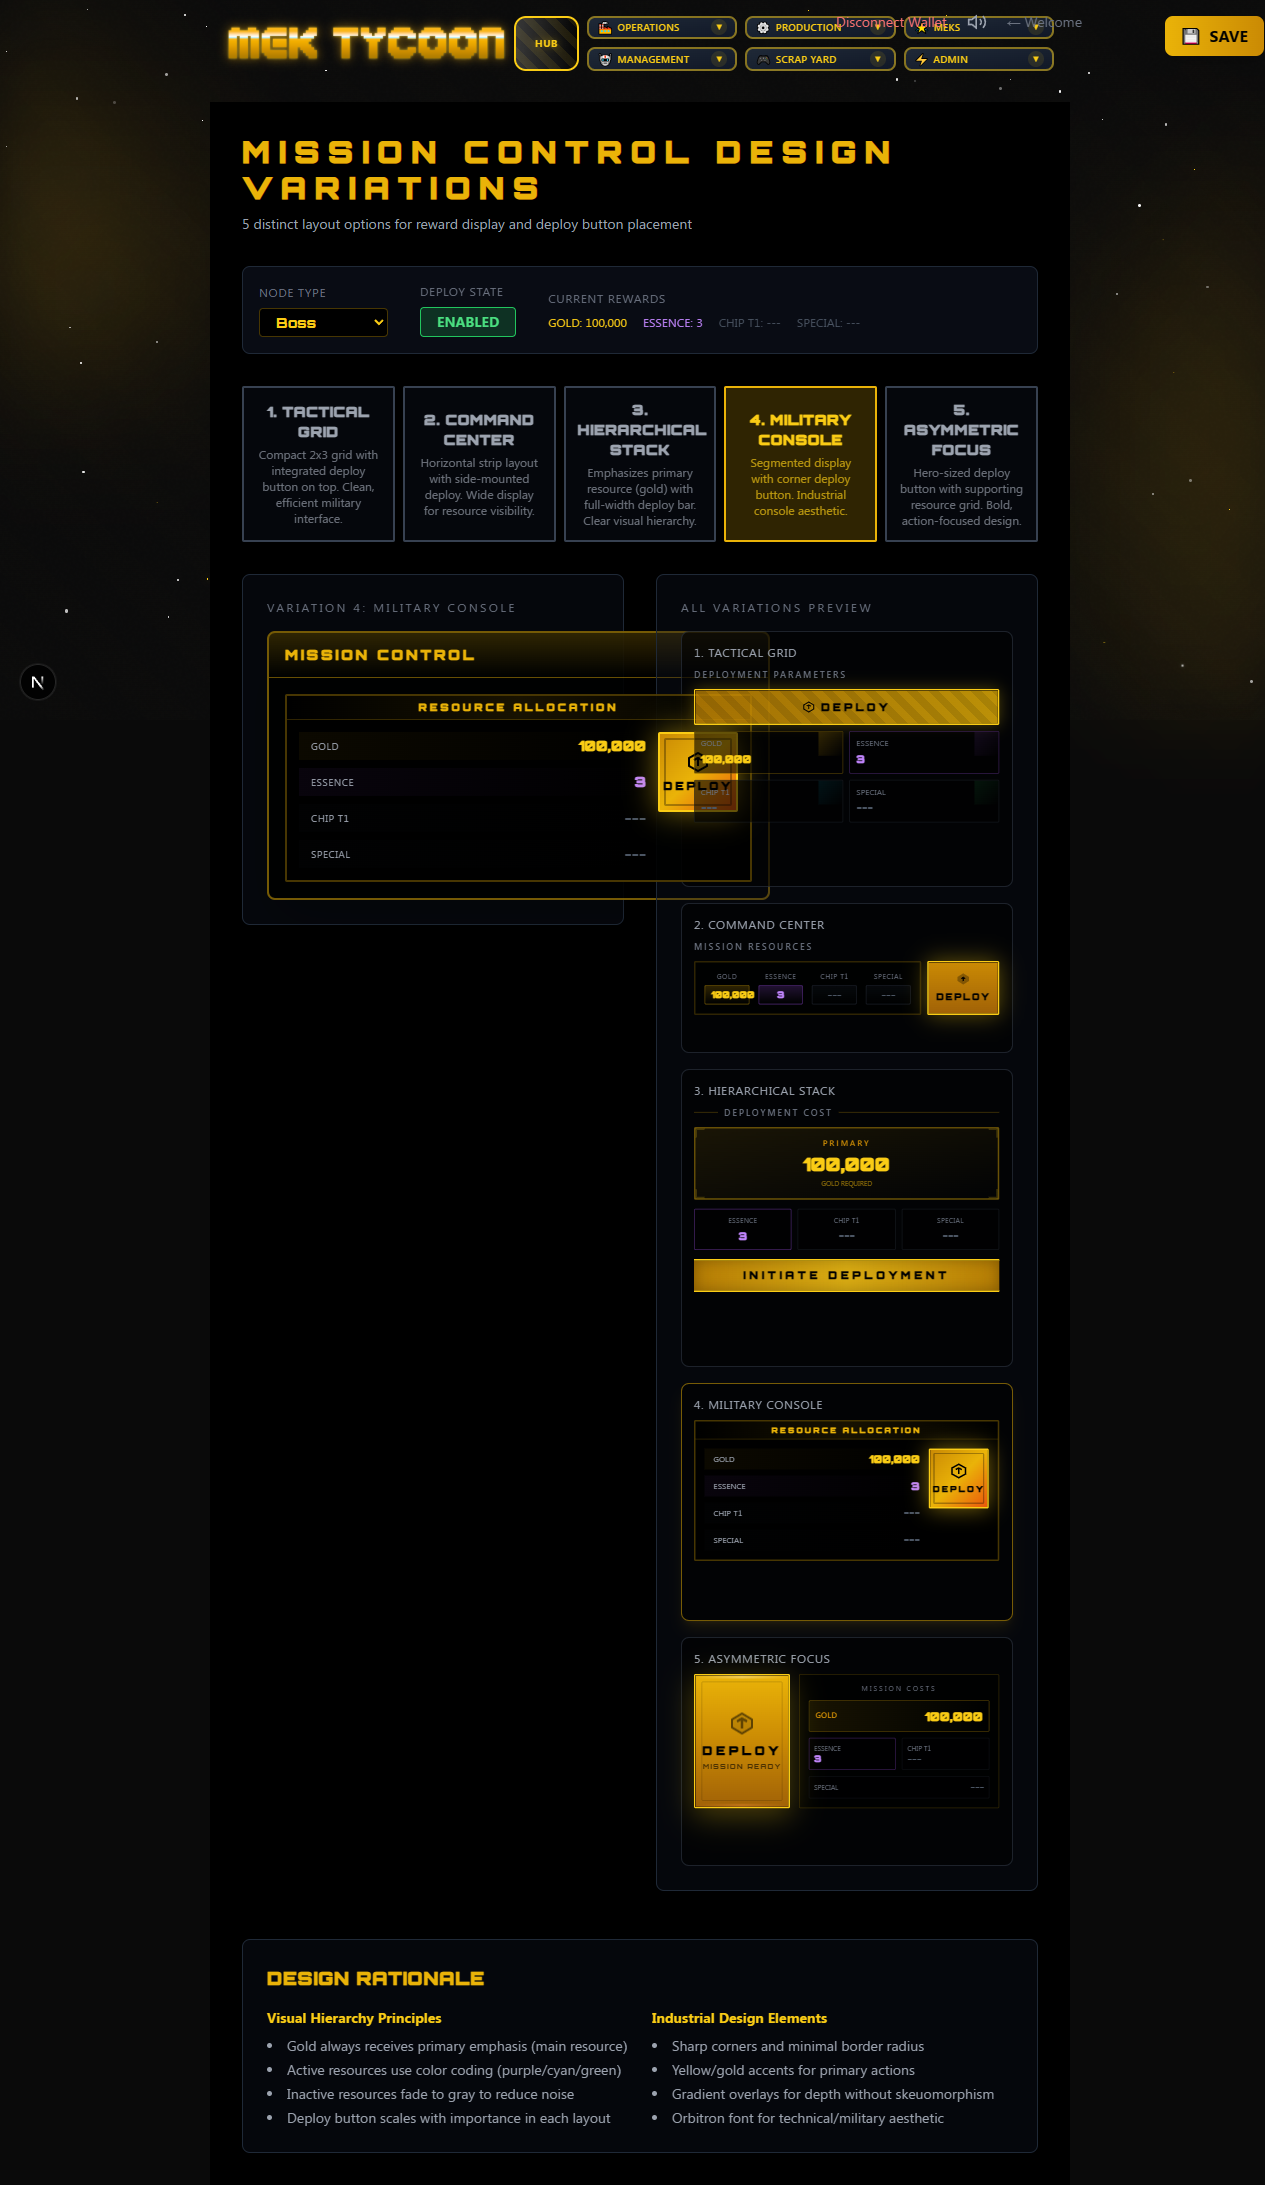 MEK TYCOON
HUB
OPERATIONS
PRODUCTION
MEKS
Disconnect Wallet
← Welcome
SAVE
MANAGEMENT
SCRAP YARD
ADMIN
MISSION CONTROL DESIGN
VARIATIONS
5 distinct layout options for reward display and deploy button placement
NODE TYPE
Boss
DEPLOY STATE
ENABLED
CURRENT REWARDS
GOLD: 100,000 ESSENCE: 3 CHIP T1: --- SPECIAL: ---
1. TACTICAL
GRID
Compact 2x3 grid with
integrated deploy
button on top. Clean,
efficient military
interface.
2. COMMAND
CENTER
Horizontal strip layout
with side-mounted
deploy. Wide display
for resource visibility.
3.
HIERARCHICAL
STACK
Emphasizes primary
resource (gold) with
full-width deploy bar.
Clear visual hierarchy.
4. MILITARY
CONSOLE
Segmented display
with corner deploy
button. Industrial
console aesthetic.
5.
ASYMMETRIC
FOCUS
Hero-sized deploy
button with supporting
resource grid. Bold,
action-focused design.
VARIATION 4: MILITARY CONSOLE
MISSION CONTROL
RESOURCE ALLOCATION
GOLD 100,000
ESSENCE 3
CHIP T1 ---
SPECIAL ---
DEPLOY
ALL VARIATIONS PREVIEW
1. TACTICAL GRID
DEPLOYMENT PARAMETERS
DEPLOY
GOLD
100,000
ESSENCE
3
CHIP T1
---
SPECIAL
---
2. COMMAND CENTER
MISSION RESOURCES
GOLD ESSENCE CHIP T1 SPECIAL
100,000 3 --- ---
DEPLOY
3. HIERARCHICAL STACK
DEPLOYMENT COST
PRIMARY
100,000
GOLD REQUIRED
ESSENCE CHIP T1 SPECIAL
3 --- ---
INITIATE DEPLOYMENT
4. MILITARY CONSOLE
RESOURCE ALLOCATION
GOLD 100,000
ESSENCE 3
CHIP T1 ---
SPECIAL ---
DEPLOY
5. ASYMMETRIC FOCUS
DEPLOY
MISSION READY
MISSION COSTS
GOLD 100,000
ESSENCE
3
CHIP T1
---
SPECIAL ---
DESIGN RATIONALE
Visual Hierarchy Principles
• Gold always receives primary emphasis (main resource)
• Active resources use color coding (purple/cyan/green)
• Inactive resources fade to gray to reduce noise
• Deploy button scales with importance in each layout
Industrial Design Elements
• Sharp corners and minimal border radius
• Yellow/gold accents for primary actions
• Gradient overlays for depth without skeuomorphism
• Orbitron font for technical/military aesthetic
N